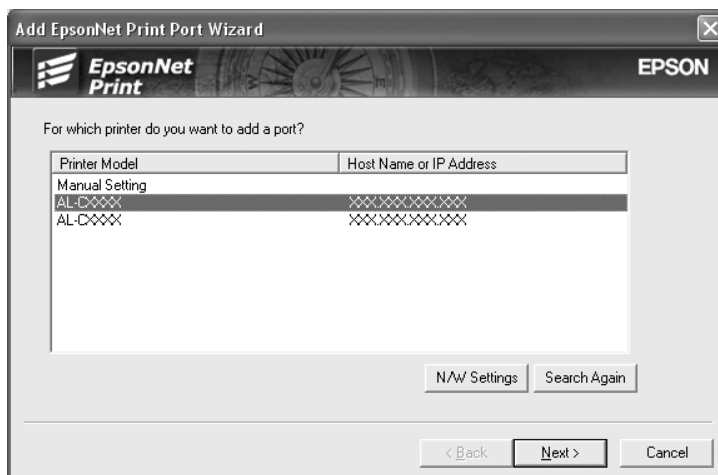 Add EpsonNet Print Port Wizard
EpsonNet
Print
EPSON
For which printer do you want to add a port?
Printer Model Host Name or IP Address
Manual Setting
AL-CXXXX XXX.XXX.XXX.XXX
AL-CXXXX XXX.XXX.XXX.XXX
N/W Settings Search Again
< Back Next > Cancel